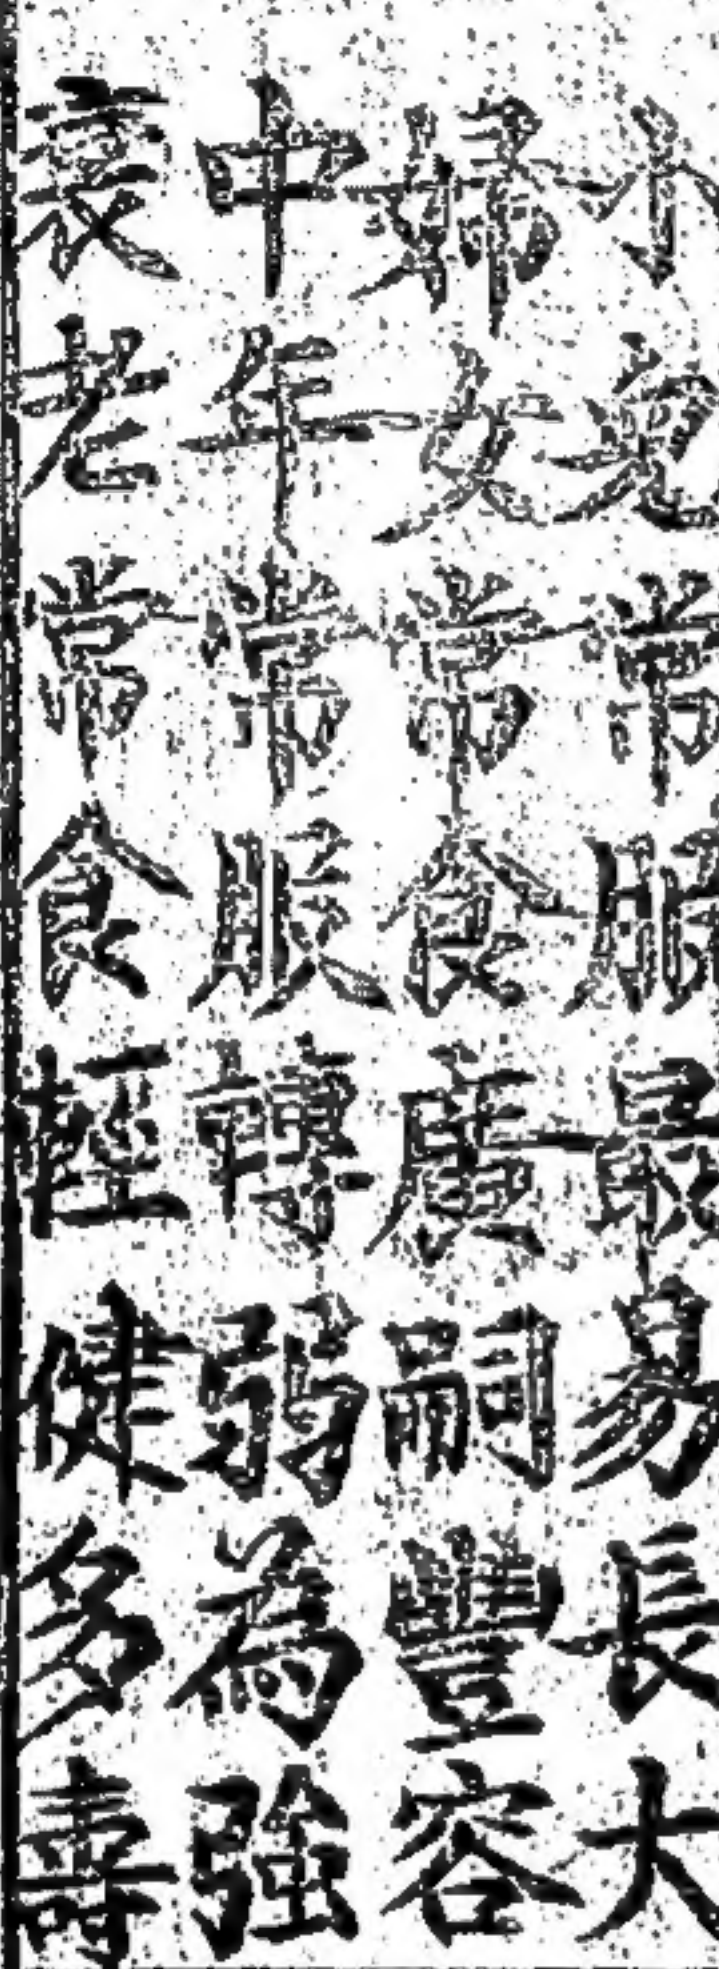 小兒常服最易長大
婦女常食廣嗣豐容
中年常服轉弱為強
衰老常食輕健多壽